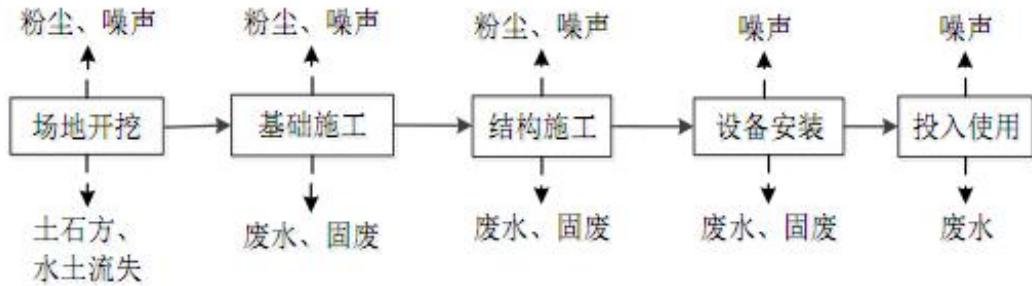 粉尘、噪声
粉尘、噪声
粉尘、噪声
噪声
噪声
场地开挖
基础施工
结构施工
设备安装
投入使用
土石方、
水土流失
废水、固废
废水、固废
废水、固废
废水